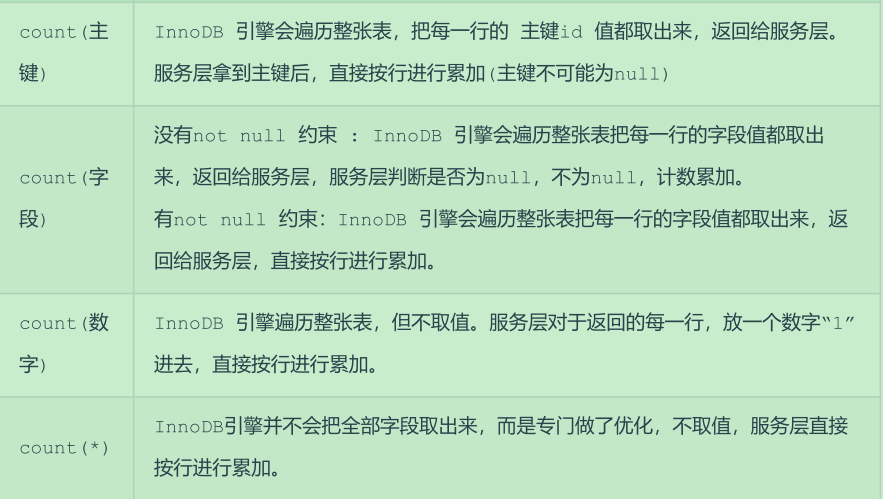 count(主
键)
InnoDB 引擎会遍历整张表，把每一行的 主键id 值都取出来，返回给服务层。
服务层拿到主键后，直接按行进行累加(主键不可能为null)
count(字
段)
没有not null 约束 : InnoDB 引擎会遍历整张表把每一行的字段值都取出
来，返回给服务层，服务层判断是否为null，不为null，计数累加。
有not null 约束：InnoDB 引擎会遍历整张表把每一行的字段值都取出来，返
回给服务层，直接按行进行累加。
count(数
字)
InnoDB 引擎遍历整张表，但不取值。服务层对于返回的每一行，放一个数字“1”
进去，直接按行进行累加。
count(*)
InnoDB引擎并不会把全部字段取出来，而是专门做了优化，不取值，服务层直接
按行进行累加。